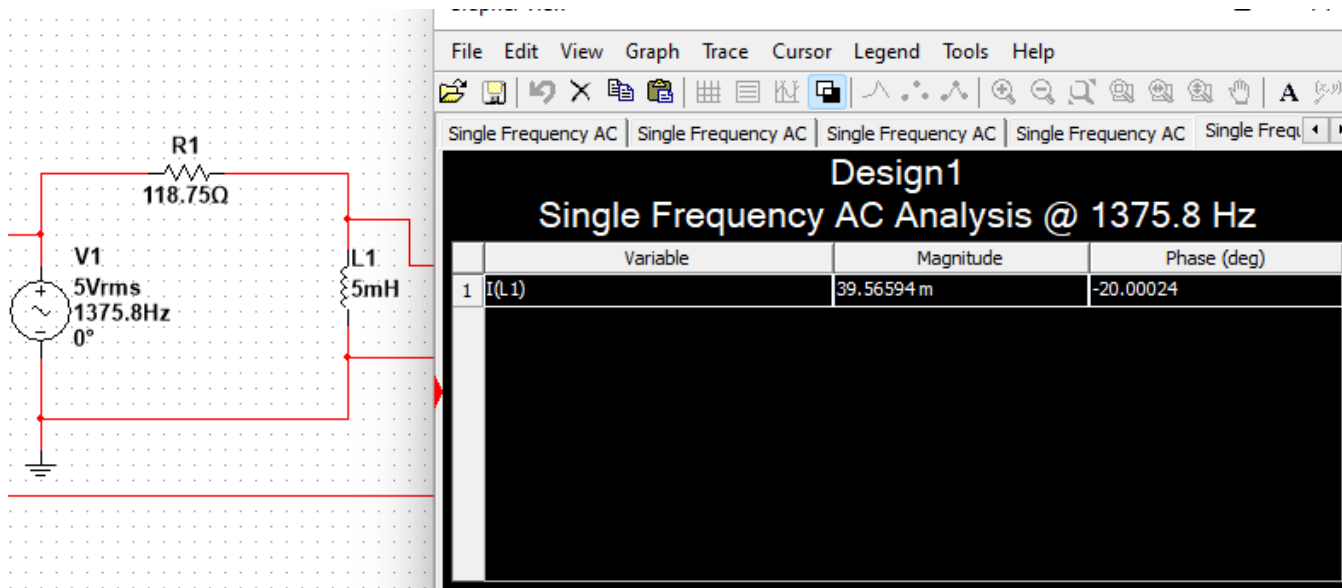 File Edit View Graph Trace Cursor Legend Tools Help
A
Single Frequency AC Single Frequency AC Single Frequency AC Single Frequency AC Single Frequ
Design1
Single Frequency AC Analysis @ 1375.8 Hz
Variable Magnitude Phase (deg)
1 I(L1) 39.56594 m -20.00024
R1
118.75Ω
V1
5Vrms
1375.8Hz
0°
L1
5mH